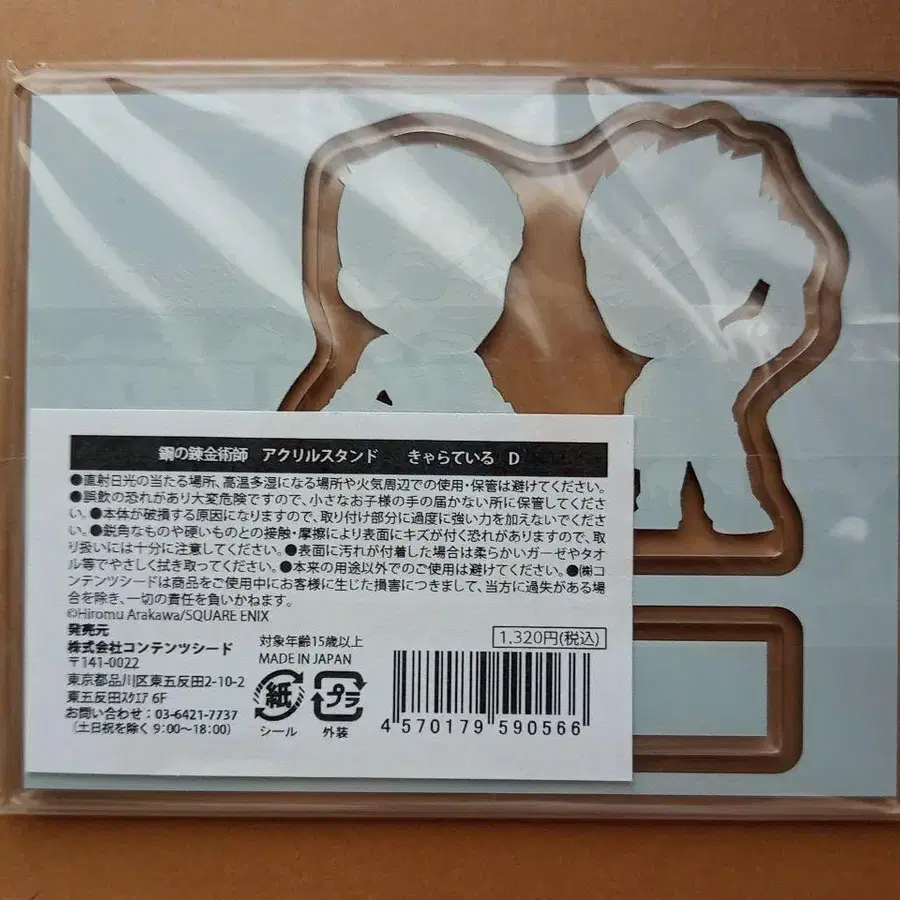 鋼の錬金術師 アクリルスタンド きゃらている D
●直射日光の当たる場所、高温多湿になる場所や火気周辺での使用・保管は避けてください。
●誤飲の恐れがあり大変危険ですので、小さなお子様の手の届かない所に保管してくださ
い。●本体が破損する原因になりますので、取り付け部分に過度に強い力を加えないでくださ
い。●鋭角なものや硬いものとの接触・摩擦により表面にキズが付く恐れがありますので、取
り扱いには十分に注意してください。●表面に汚れが付着した場合は柔らかいガーゼやタオ
ル等でやさしく拭き取ってください。●本来の用途以外でのご使用は避けてください。●㈱コ
ンテンツシードは商品をご使用中にお客様に生じた損害につきまして、当方に過失がある場
合を除き、一切の責任を負いかねます。
©Hiromu Arakawa/SQUARE ENIX
発売元
株式会社コンテンツシード
〒141-0022
東京都品川区東五反田2-10-2
東五反田ｽｸｴｱ 6F
お問い合わせ：03-6421-7737
（土日祝を除く 9:00～18:00）
対象年齢15歳以上
MADE IN JAPAN
紙
シール
プラ
外装
1,320円(税込)
4 570179 590566